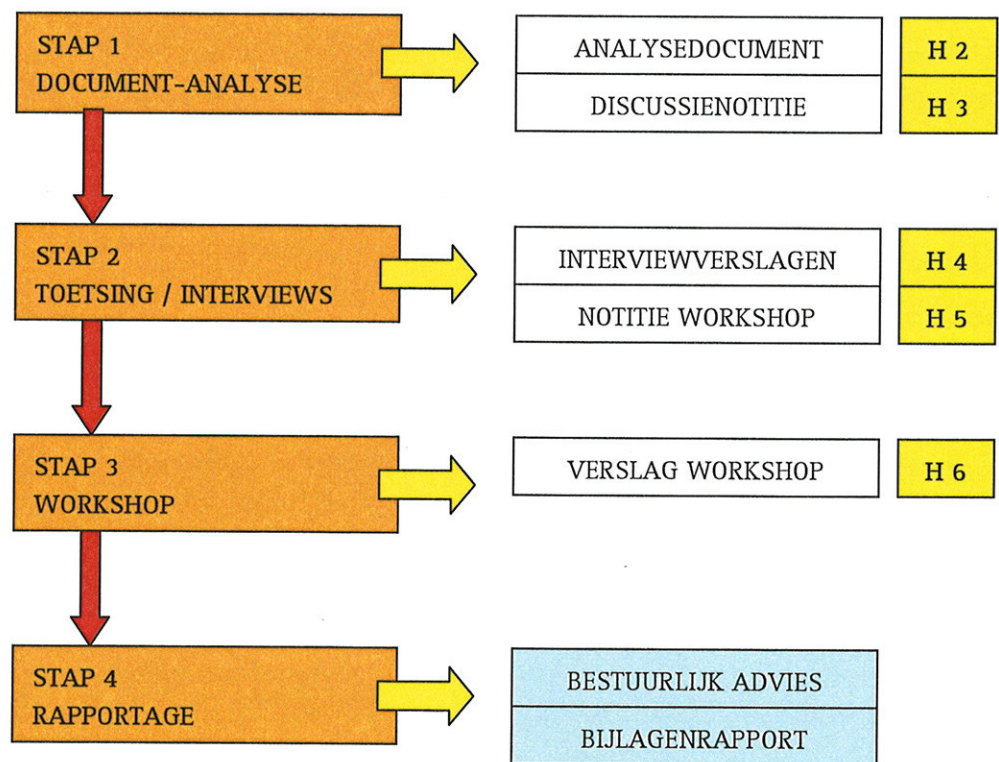 STAP 1
DOCUMENT-ANALYSE
ANALYSEDOCUMENT H 2
DISCUSSIENOTITIE H 3
STAP 2
TOETSING / INTERVIEWS
INTERVIEWVERSLAGEN H 4
NOTITIE WORKSHOP H 5
STAP 3
WORKSHOP
VERSLAG WORKSHOP H 6
STAP 4
RAPPORTAGE
BESTUURLIJK ADVIES
BIJLAGENRAPPORT